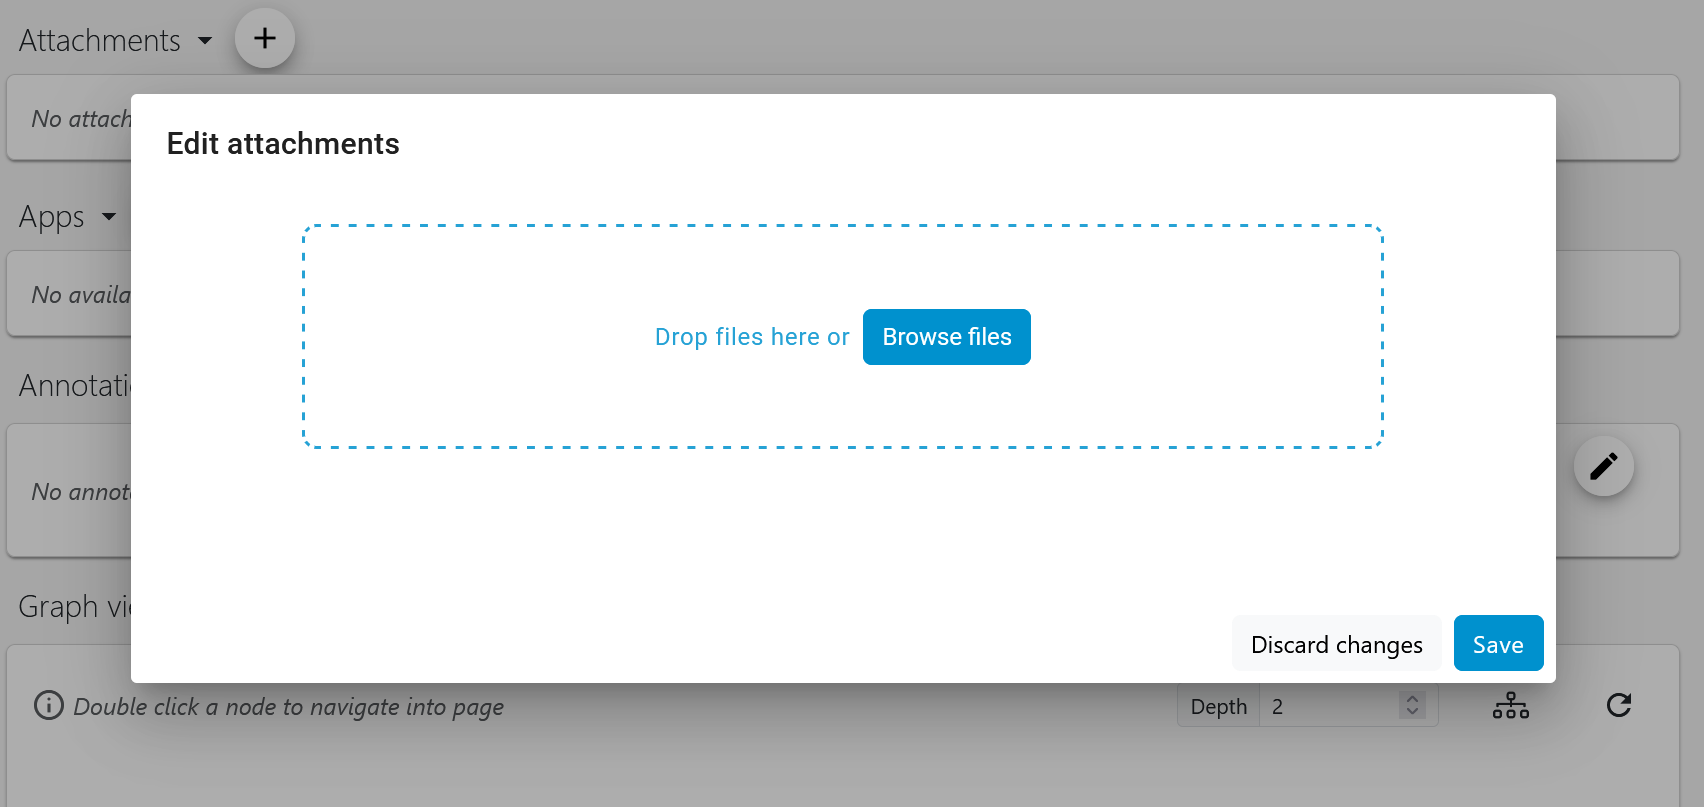 Attachments
No attach
Edit attachments
Apps
No availa
Drop files here or Browse files
Annotati
No annot
Graph vi
Discard changes Save
Double click a node to navigate into page
Depth 2